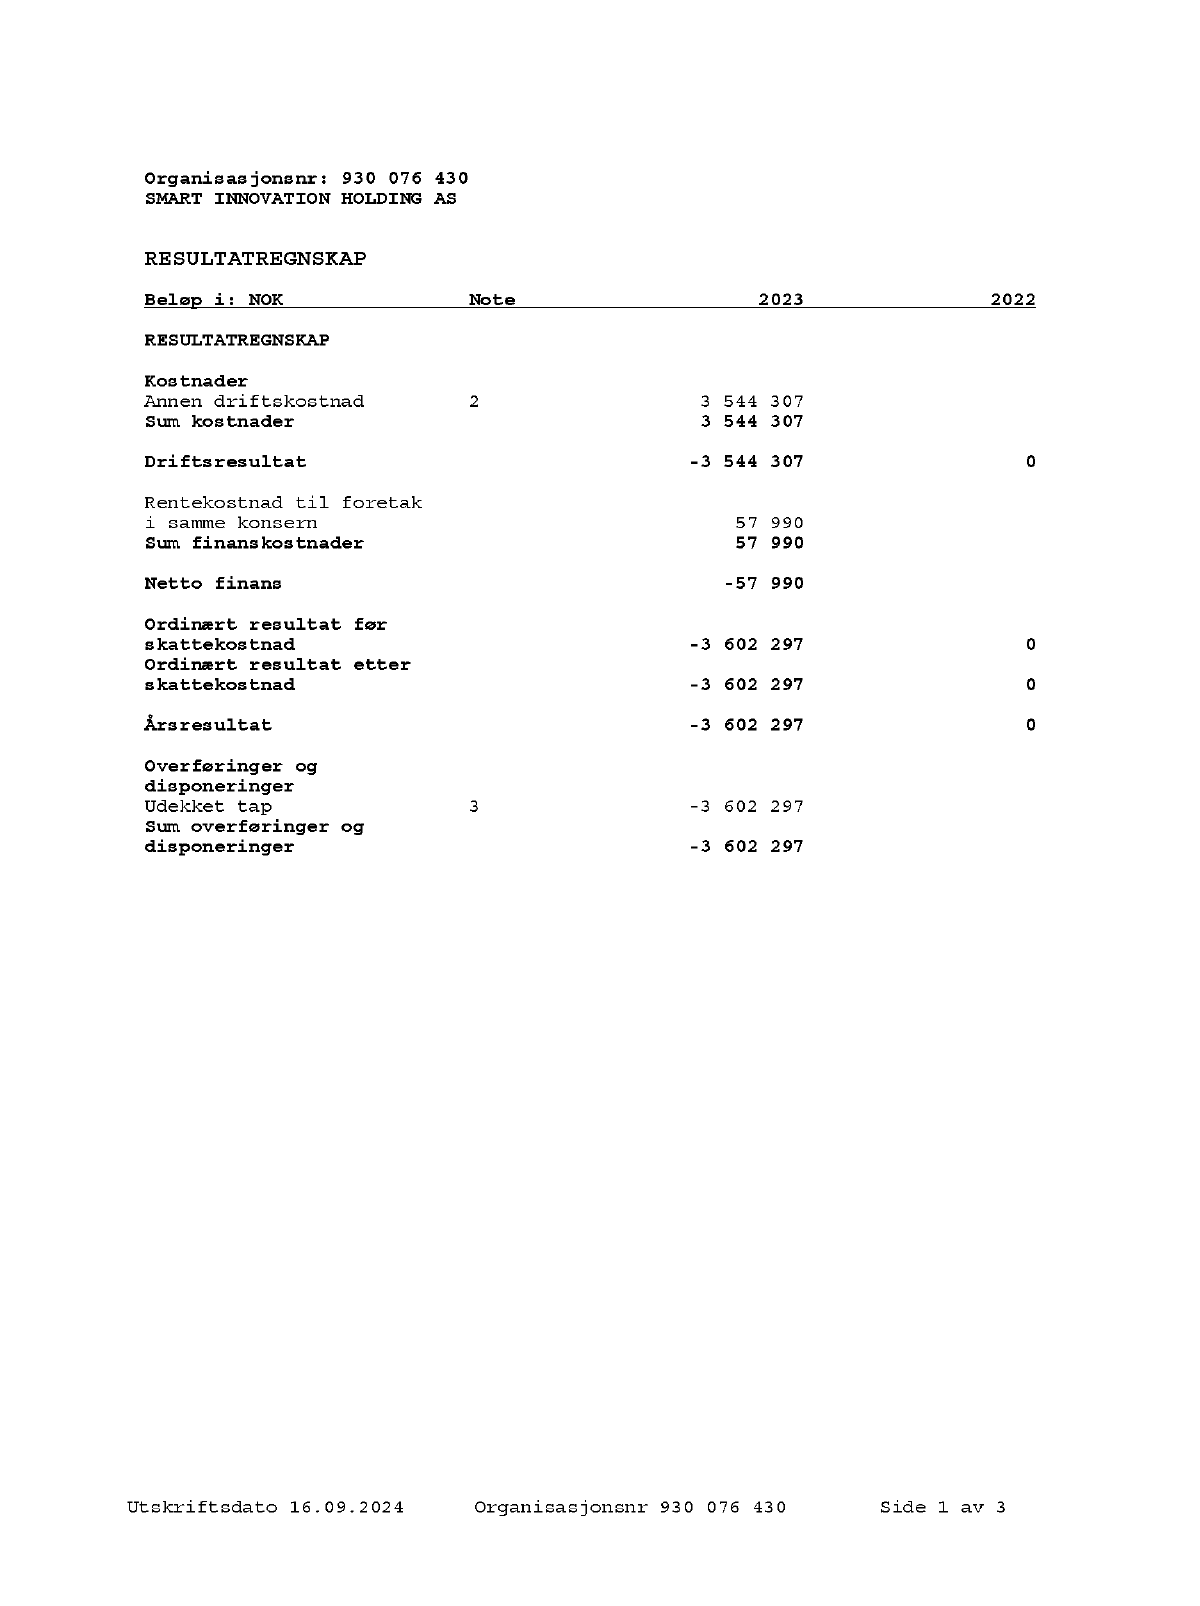 Organisasjonsnr: 930 076 430
SMART INNOVATION HOLDING AS
RESULTATREGNSKAP
Beløp i: NOK Note 2023 2022
RESULTATREGNSKAP
Kostnader
Annen driftskostnad 2 3 544 307
Sum kostnader 3 544 307
Driftsresultat -3 544 307 0
Rentekostnad til foretak
i samme konsern 57 990
Sum finanskostnader 57 990
Netto finans -57 990
Ordinært resultat før
skattekostnad -3 602 297 0
Ordinært resultat etter
skattekostnad -3 602 297 0
Årsresultat -3 602 297 0
Overføringer og
disponeringer
Udekket tap 3 -3 602 297
Sum overføringer og
disponeringer -3 602 297
Utskriftsdato 16.09.2024 Organisasjonsnr 930 076 430 Side 1 av 3